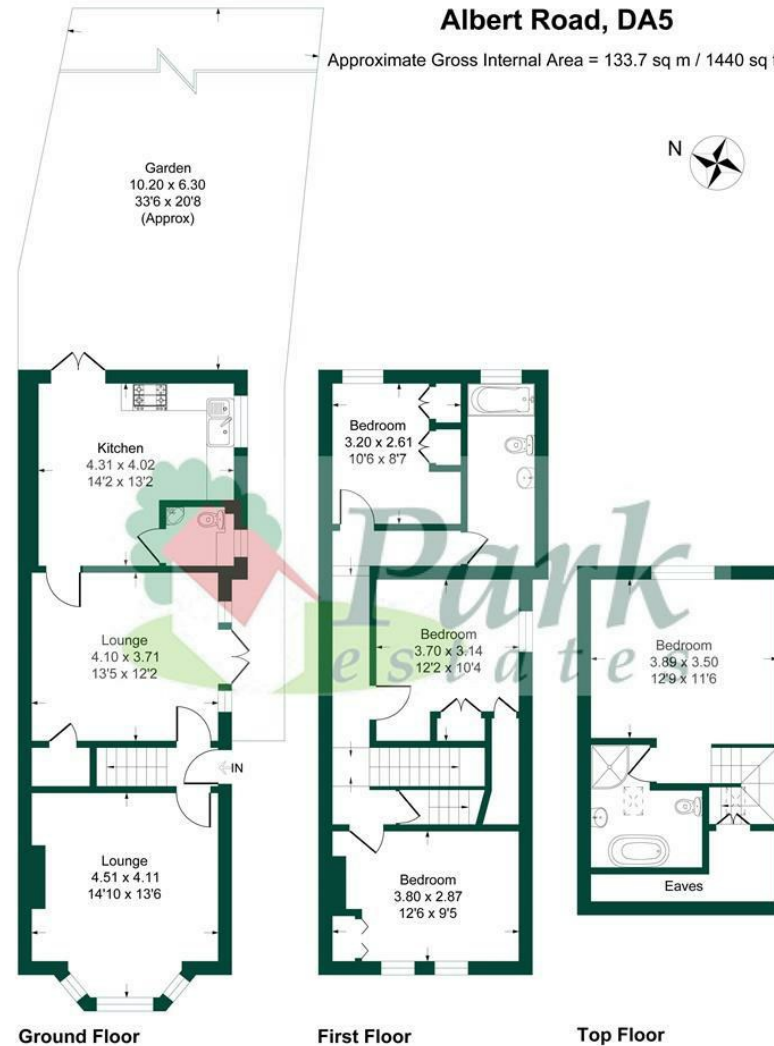 Albert Road, DA5
Approximate Gross Internal Area = 133.7 sq m / 1440 sq f
N
Garden
10.20 x 6.30
33'6 x 20'8
(Approx)
Kitchen
4.31 x 4.02
14'2 x 13'2
Lounge
4.10 x 3.71
13'5 x 12'2
IN
Lounge
4.51 x 4.11
14'10 x 13'6
Ground Floor
Bedroom
3.20 x 2.61
10'6 x 8'7
Bedroom
3.70 x 3.14
12'2 x 10'4
Bedroom
3.80 x 2.87
12'6 x 9'5
First Floor
Bedroom
3.89 x 3.50
12'9 x 11'6
Eaves
Top Floor
Park
estates